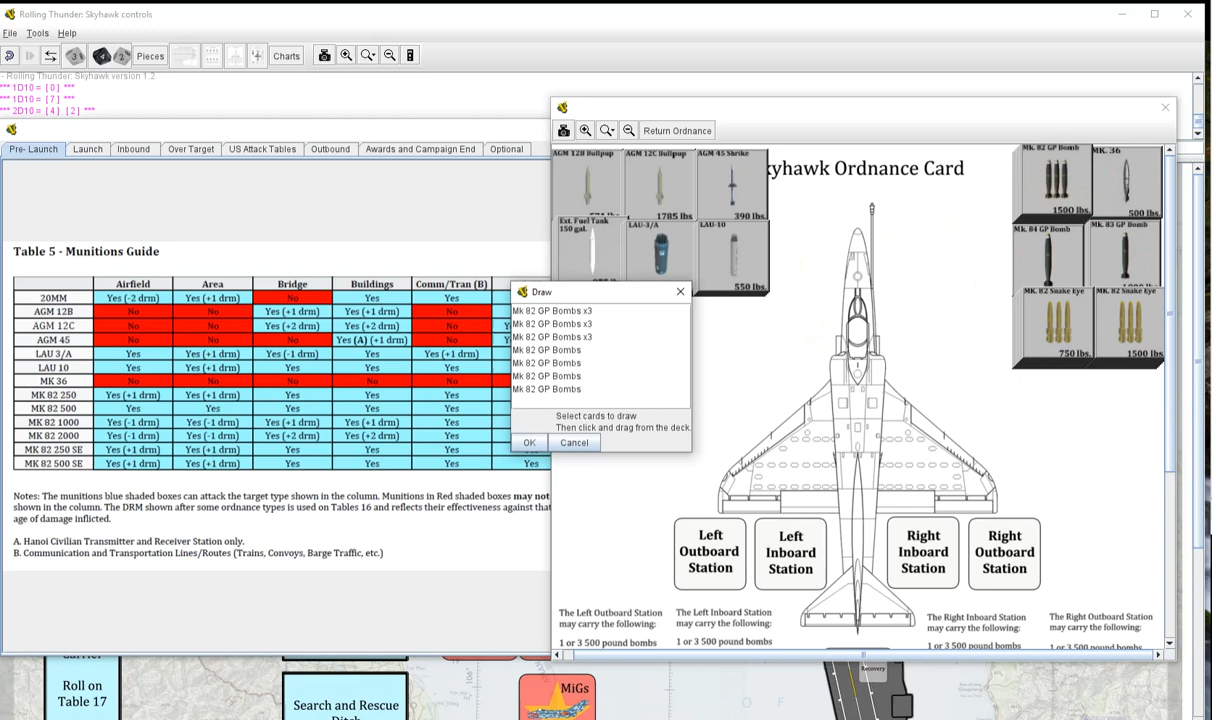 Rolling Thunder: Skyhawk controls
File Tools Help
Pieces Charts
- Rolling Thunder: Skyhawk version 1.2
*** 1D10 = [0] ***
*** 1D10 = [7] ***
*** 2D10 = [4] [2] ***
Pre- Launch Launch Inbound Over Target US Attack Tables Outbound Awards and Campaign End Optional
Table 5 - Munitions Guide
Airfield Area Bridge Buildings Comm/Tran (B)
20MM Yes (-2 drm) Yes (+1 drm) No Yes Yes
AGM 12B No No Yes (+1 drm) Yes (+1 drm) No
AGM 12C No No Yes (+2 drm) Yes (+2 drm) No
AGM 45 No No No Yes (A) (+1 drm) No
LAU 3/A Yes Yes (+1 drm) Yes (-1 drm) Yes Yes (+1 drm)
LAU 10 Yes Yes (+1 drm) Yes Yes Yes
MK 36 No No No No No
MK 82 250 Yes (+1 drm) Yes (+1 drm) Yes Yes Yes
MK 82 500 Yes Yes Yes Yes Yes
MK 82 1000 Yes (-1 drm) Yes (-1 drm) Yes (+1 drm) Yes (+1 drm) Yes
MK 82 2000 Yes (-1 drm) Yes (-1 drm) Yes (+2 drm) Yes (+2 drm) Yes
MK 82 250 SE Yes (+1 drm) Yes (+1 drm) Yes Yes Yes
MK 82 500 SE Yes (+1 drm) Yes (+1 drm) Yes Yes Yes Yes
Notes: The munitions blue shaded boxes can attack the target type shown in the column. Munitions in Red shaded boxes may not
shown in the column. The DRM shown after some ordnance types is used on Tables 16 and reflects their effectiveness against that
age of damage inflicted.
A. Hanoi Civilian Transmitter and Receiver Station only.
B. Communication and Transportation Lines/Routes (Trains, Convoys, Barge Traffic, etc.)
Draw
Mk 82 GP Bombs x3
Mk 82 GP Bombs x3
Mk 82 GP Bombs x3
Mk 82 GP Bombs
Mk 82 GP Bombs
Mk 82 GP Bombs
Mk 82 GP Bombs
Select cards to draw
Then click and drag from the deck.
OK Cancel
Return Ordnance
kyhawk Ordnance Card
AGM 12B Bullpup
AGM 12C Bullpup
1785 lbs
AGM 45 Shrike
390 lbs
Ext. Fuel Tank
150 gal.
LAU-3/A
LAU-10
550 lbs.
Mk. 82 GP Bomb
1500 lbs.
MK. 36
500 lbs.
Mk. 84 GP Bomb
Mk. 83 GP Bomb
MK. 82 Snake Eye
750 lbs.
MK. 82 Snake Eye
1500 lbs.
Left
Outboard
Station
Left
Inboard
Station
Right
Inboard
Station
Right
Outboard
Station
The Left Outboard Station
may carry the following:
1 or 3 500 pound bombs
The Left Inboard Station
may carry the following:
1 or 3 500 pound bombs
The Right Inboard Station
may carry the following:
1 or 3 500 pound bombs
The Right Outboard Station
may carry the following:
1 or 3 500 pound bombs
Carrier
Roll on
Table 17
Search and Rescue
Ditch
MiGs
Recovery